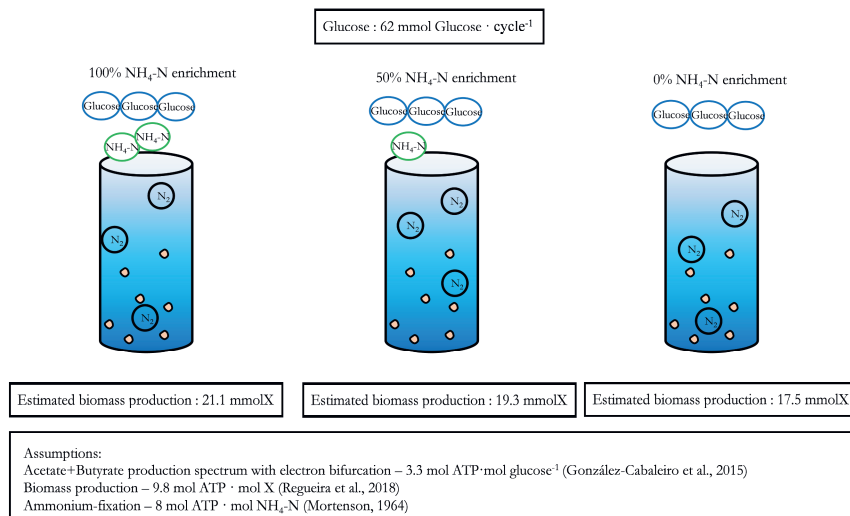 Glucose : 62 mmol Glucose · cycle⁻¹
100% NH₄-N enrichment
50% NH₄-N enrichment
0% NH₄-N enrichment
Glucose Glucose Glucose
Glucose Glucose Glucose
Glucose Glucose Glucose
NH₄-N NH₄-N
NH₄-N
N₂
N₂
N₂
N₂
N₂
N₂
N₂
N₂
N₂
Estimated biomass production : 21.1 mmolX
Estimated biomass production : 19.3 mmolX
Estimated biomass production : 17.5 mmolX
Assumptions:
Acetate+Butyrate production spectrum with electron bifurcation – 3.3 mol ATP·mol glucose⁻¹ (González-Cabaleiro et al., 2015)
Biomass production – 9.8 mol ATP · mol X (Regueira et al., 2018)
Ammonium-fixation – 8 mol ATP · mol NH₄-N (Mortenson, 1964)